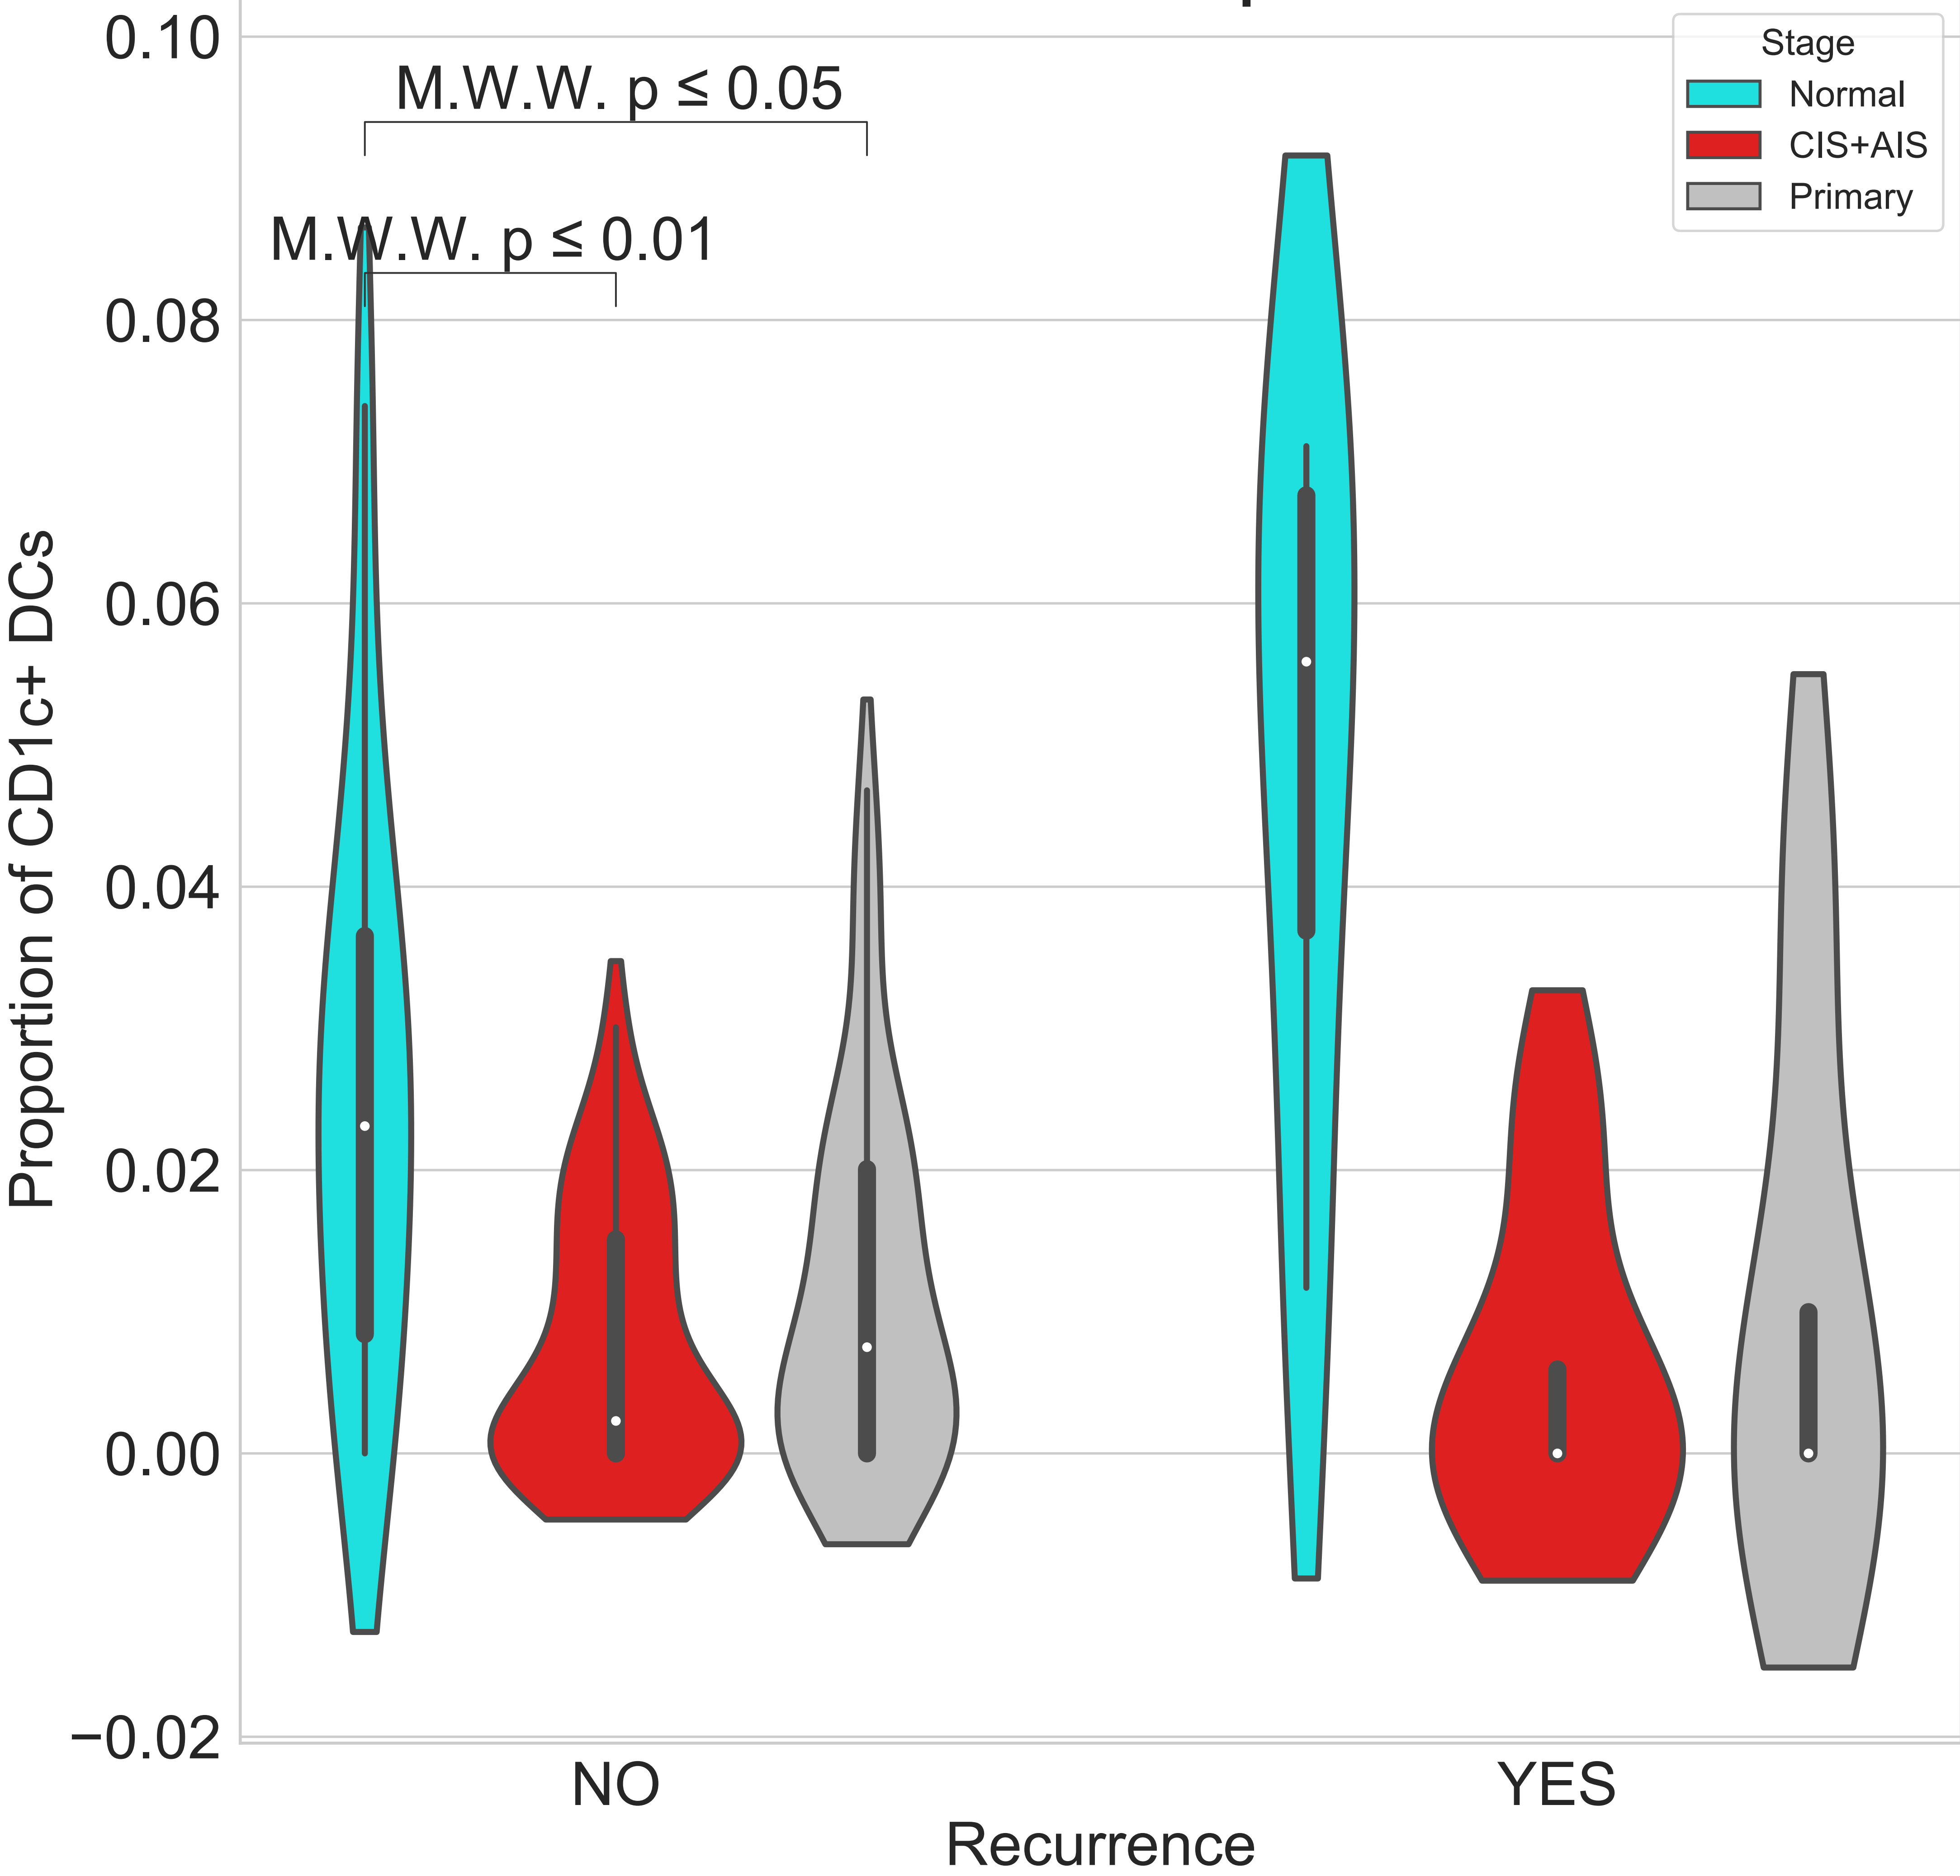 0.10
0.08
0.06
0.04
0.02
0.00
−0.02
Proportion of CD1c+ DCs
M.W.W. p ≤ 0.05
M.W.W. p ≤ 0.01
Stage
Normal
CIS+AIS
Primary
NO
YES
Recurrence